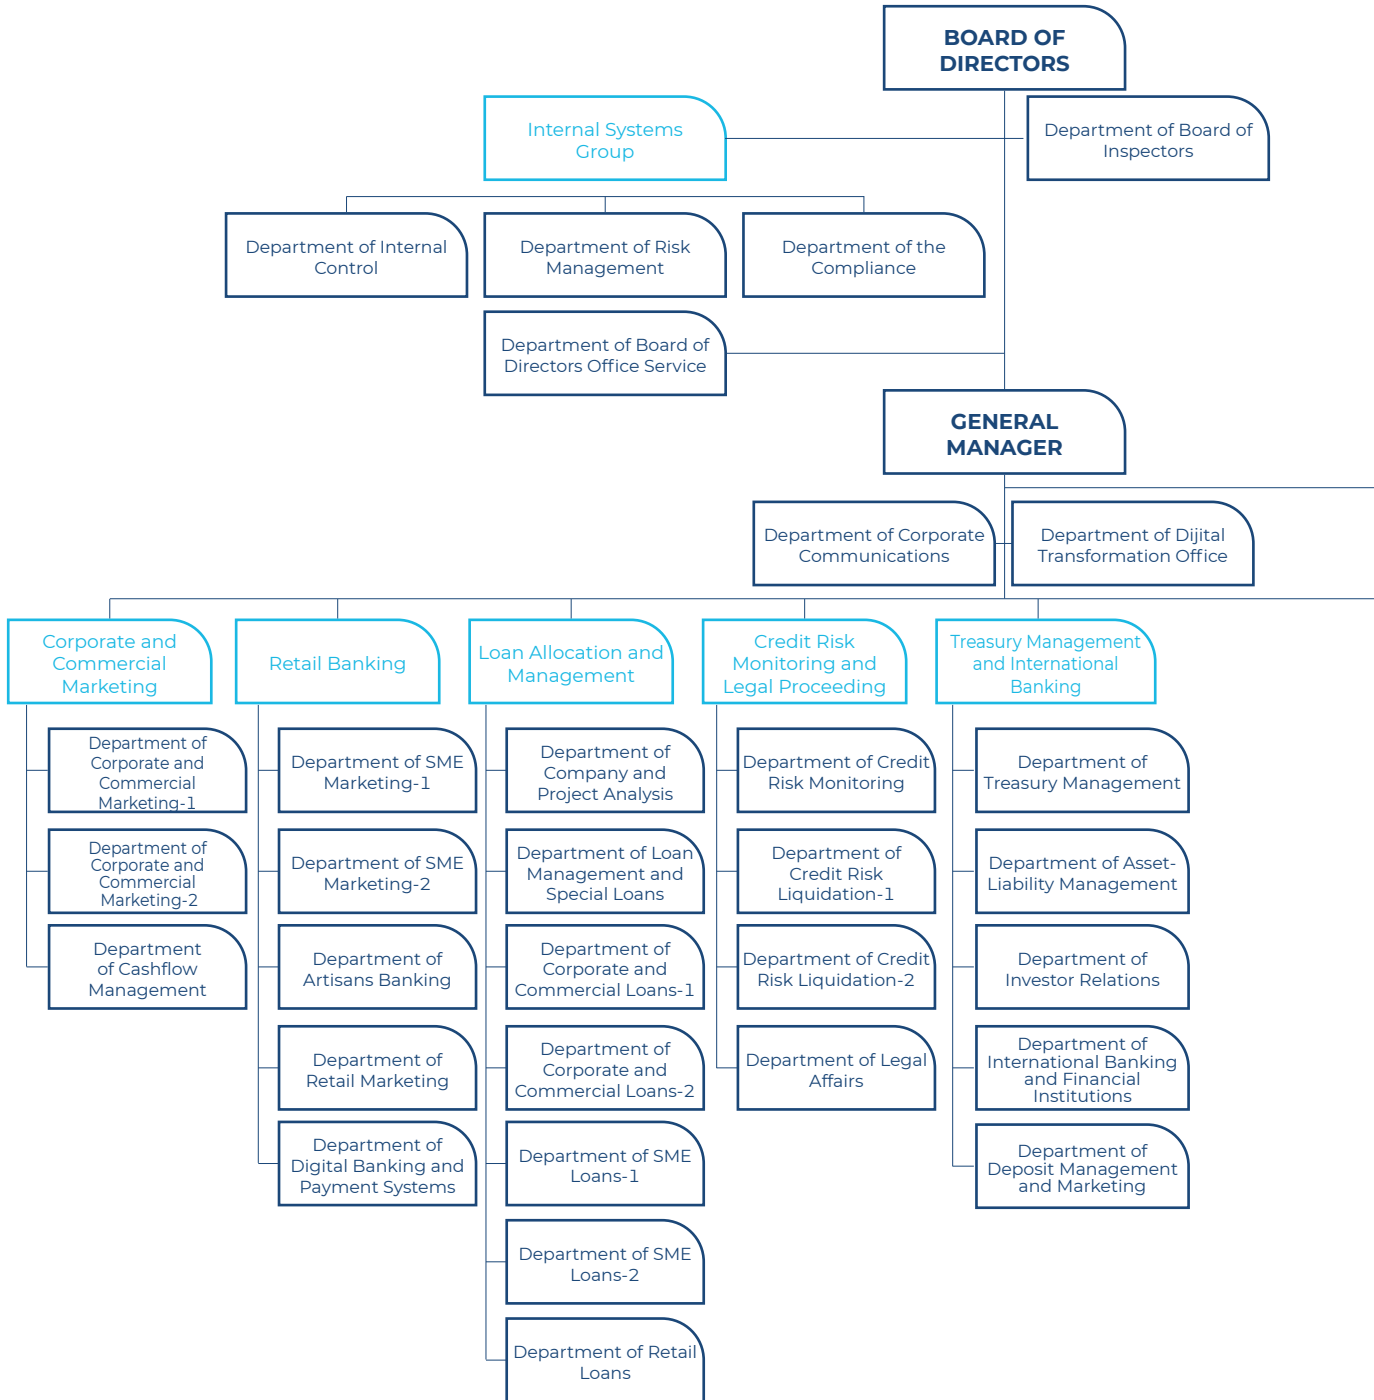 BOARD OF
DIRECTORS
Internal Systems
Group
Department of Board of
Inspectors
Department of Internal
Control
Department of Risk
Management
Department of the
Compliance
Department of Board of
Directors Office Service
GENERAL
MANAGER
Department of Corporate
Communications
Department of Dijital
Transformation Office
Corporate and
Commercial
Marketing
Retail Banking
Loan Allocation and
Management
Credit Risk
Monitoring and
Legal Proceeding
Treasury Management
and International
Banking
Department of
Corporate and
Commercial
Marketing-1
Department of
Corporate and
Commercial
Marketing-2
Department
of Cashflow
Management
Department of SME
Marketing-1
Department of SME
Marketing-2
Department of
Artisans Banking
Department of
Retail Marketing
Department of
Digital Banking and
Payment Systems
Department of
Company and
Project Analysis
Department of Loan
Management and
Special Loans
Department of
Corporate and
Commercial Loans-1
Department of
Corporate and
Commercial Loans-2
Department of SME
Loans-1
Department of SME
Loans-2
Department of Retail
Loans
Department of Credit
Risk Monitoring
Department of
Credit Risk
Liquidation-1
Department of Credit
Risk Liquidation-2
Department of Legal
Affairs
Department of
Treasury Management
Department of Asset-
Liability Management
Department of
Investor Relations
Department of
International Banking
and Financial
Institutions
Department of
Deposit Management
and Marketing